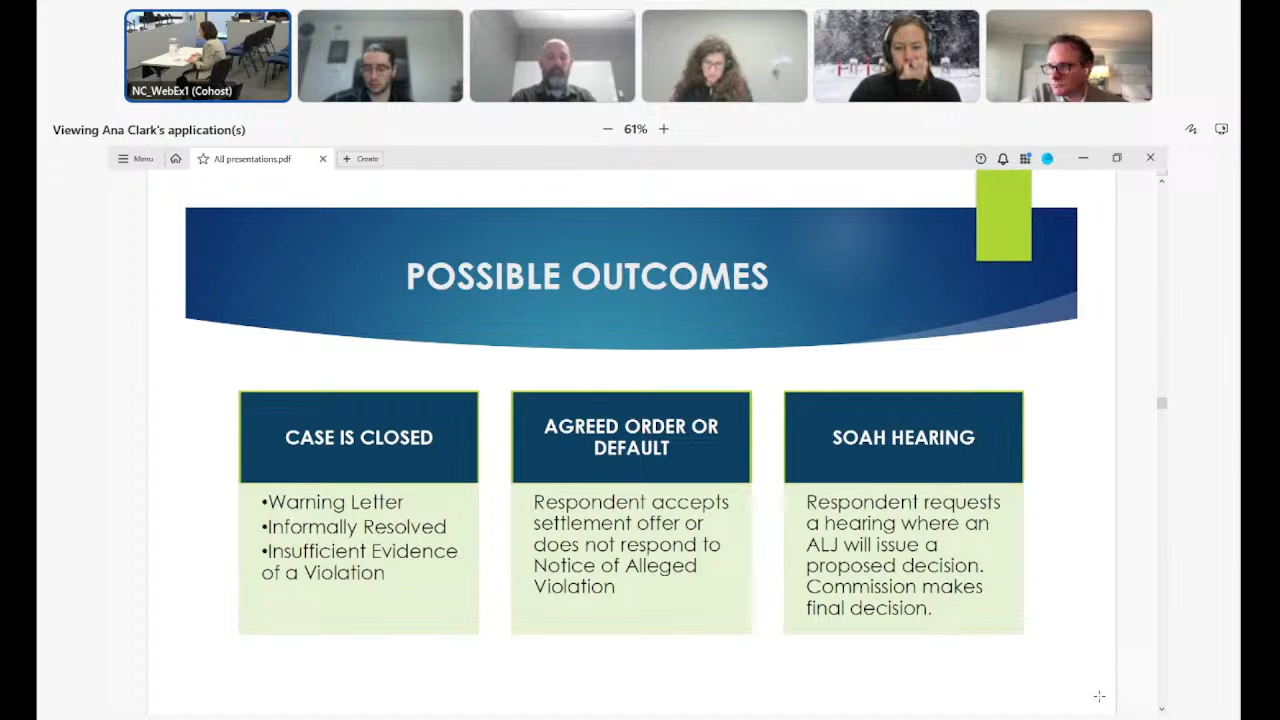 NC_WebEx1 (Cohost)
Viewing Ana Clark's application(s)
61%
Menu
All presentations.pdf
Create
POSSIBLE OUTCOMES
CASE IS CLOSED
•Warning Letter
•Informally Resolved
•Insufficient Evidence
of a Violation
AGREED ORDER OR
DEFAULT
Respondent accepts
settlement offer or
does not respond to
Notice of Alleged
Violation
SOAH HEARING
Respondent requests
a hearing where an
ALJ will issue a
proposed decision.
Commission makes
final decision.